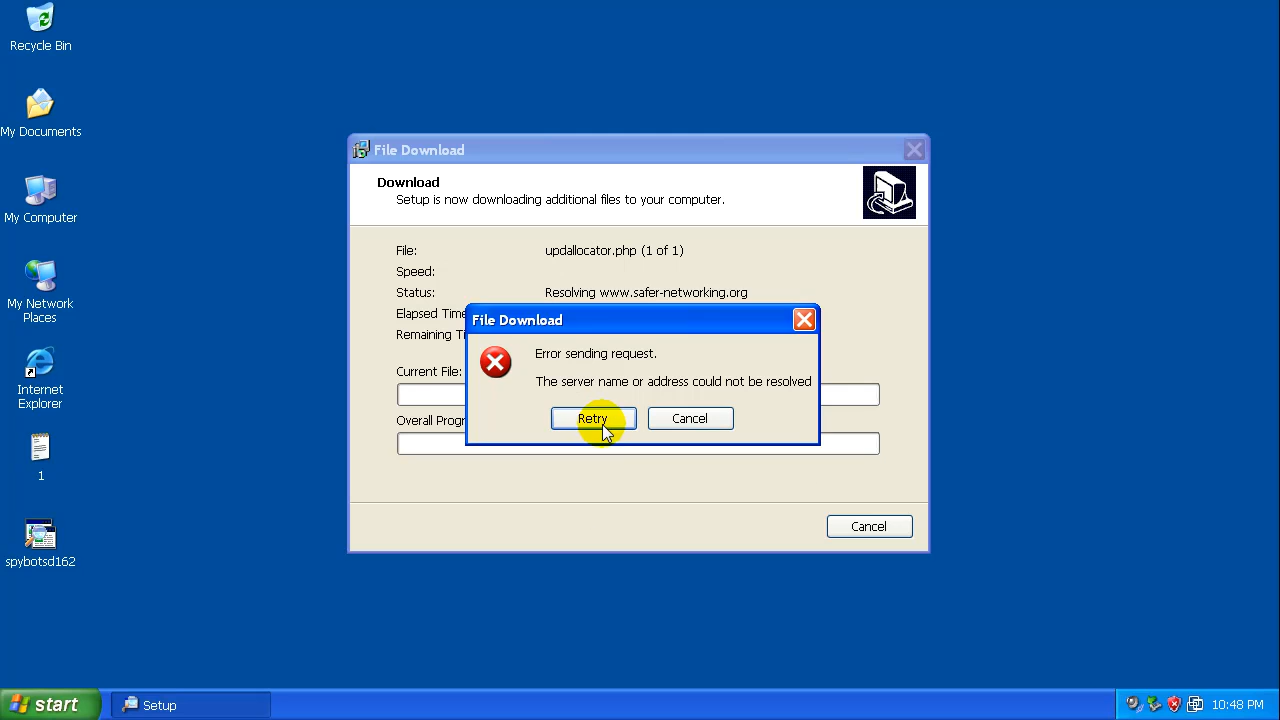 Recycle Bin
My Documents
My Computer
My Network
Places
Internet
Explorer
1
spybotsd162
File Download
Download
Setup is now downloading additional files to your computer.
File: updallocator.php (1 of 1)
Speed:
Status: Resolving www.safer-networking.org
Elapsed Time
Remaining Ti
Current File:
Overall Progr
File Download
Error sending request.
The server name or address could not be resolved
Retry Cancel
Cancel
start Setup 10:48 PM